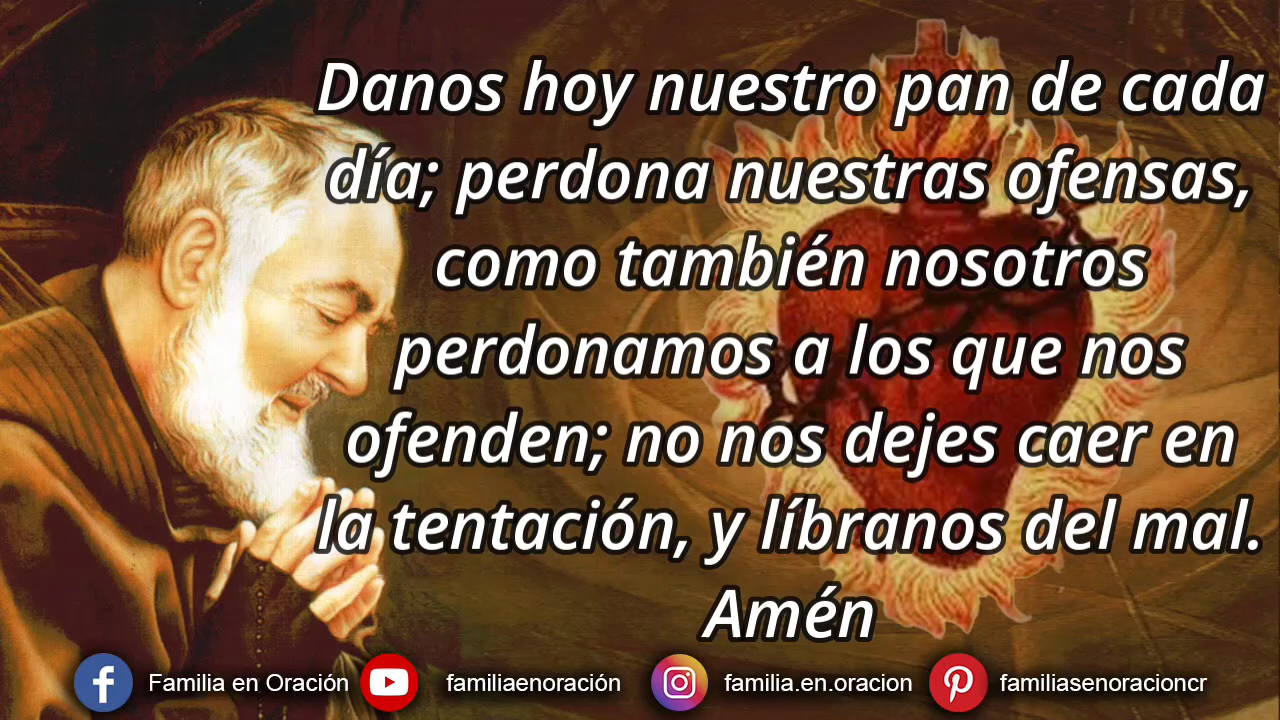 Danos hoy nuestro pan de cada
día; perdona nuestras ofensas,
como también nosotros
perdonamos a los que nos
ofenden; no nos dejes caer en
la tentación, y líbranos del mal.
Amén
Familia en Oración familiaenoración familia.en.oracion familiasenoracioncr